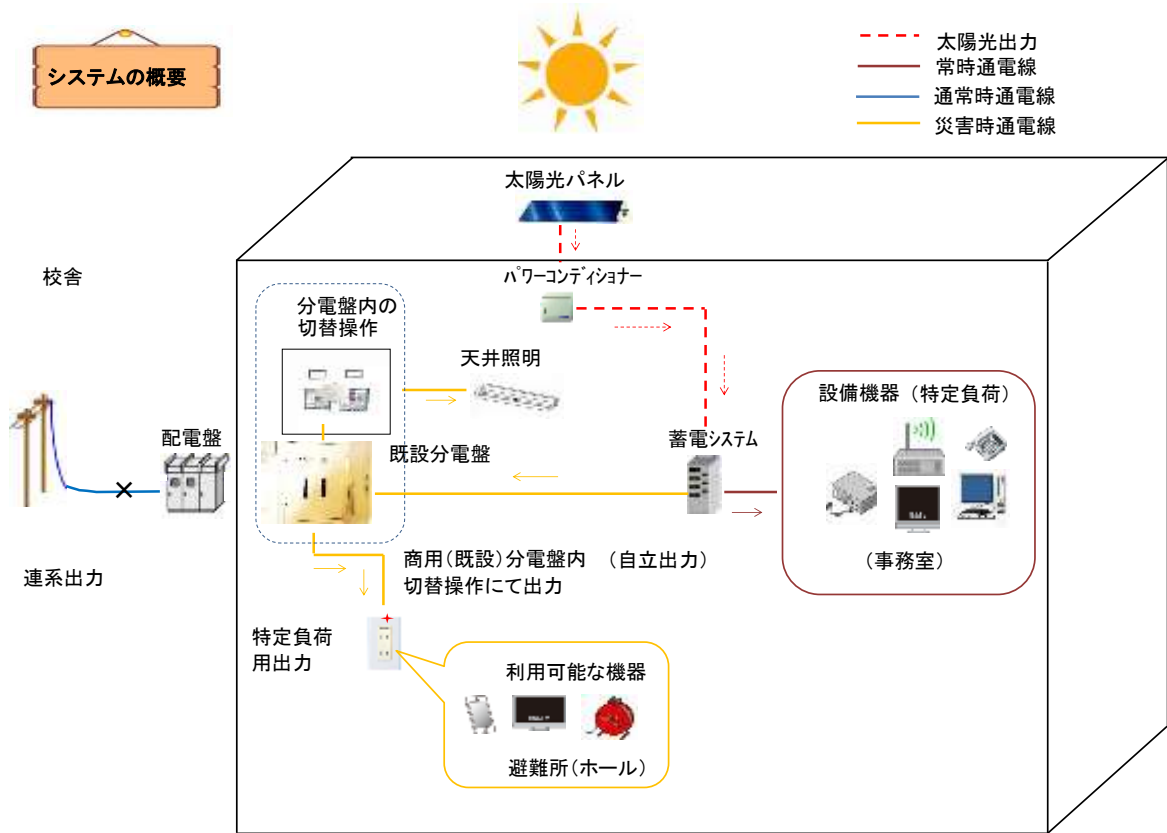 システムの概要
太陽光出力
常時通電線
通常時通電線
災害時通電線
太陽光パネル
校舎
パワーコンディショナー
分電盤内の
切替操作
天井照明
設備機器（特定負荷）
配電盤
既設分電盤
蓄電システム
（事務室）
連系出力
商用(既設)分電盤内
切替操作にて出力
（自立出力）
特定負荷
用出力
利用可能な機器
避難所(ホール)